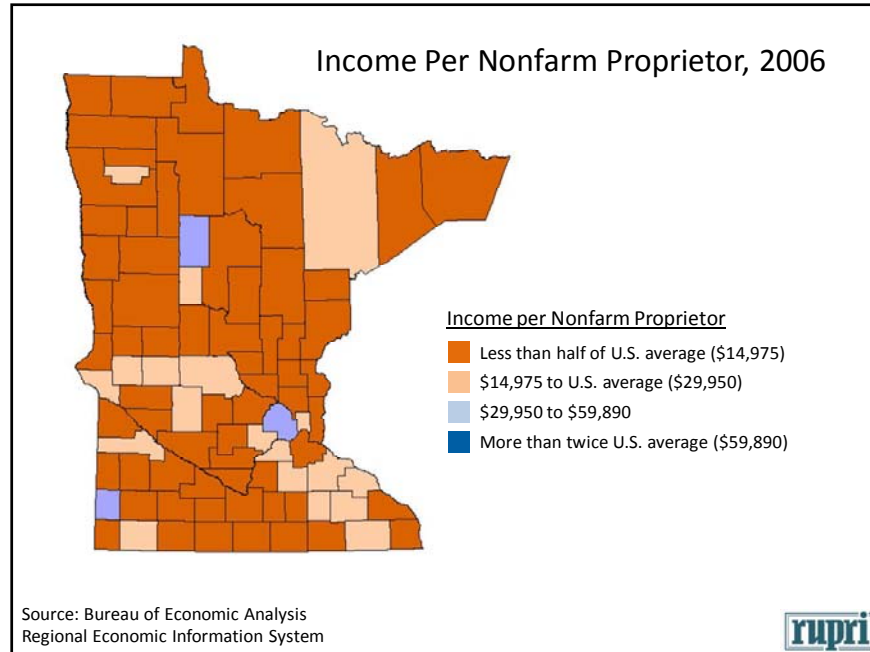 Income Per Nonfarm Proprietor, 2006
Income per Nonfarm Proprietor
Less than half of U.S. average ($14,975)
$14,975 to U.S. average ($29,950)
$29,950 to $59,890
More than twice U.S. average ($59,890)
Source: Bureau of Economic Analysis
Regional Economic Information System
rupri